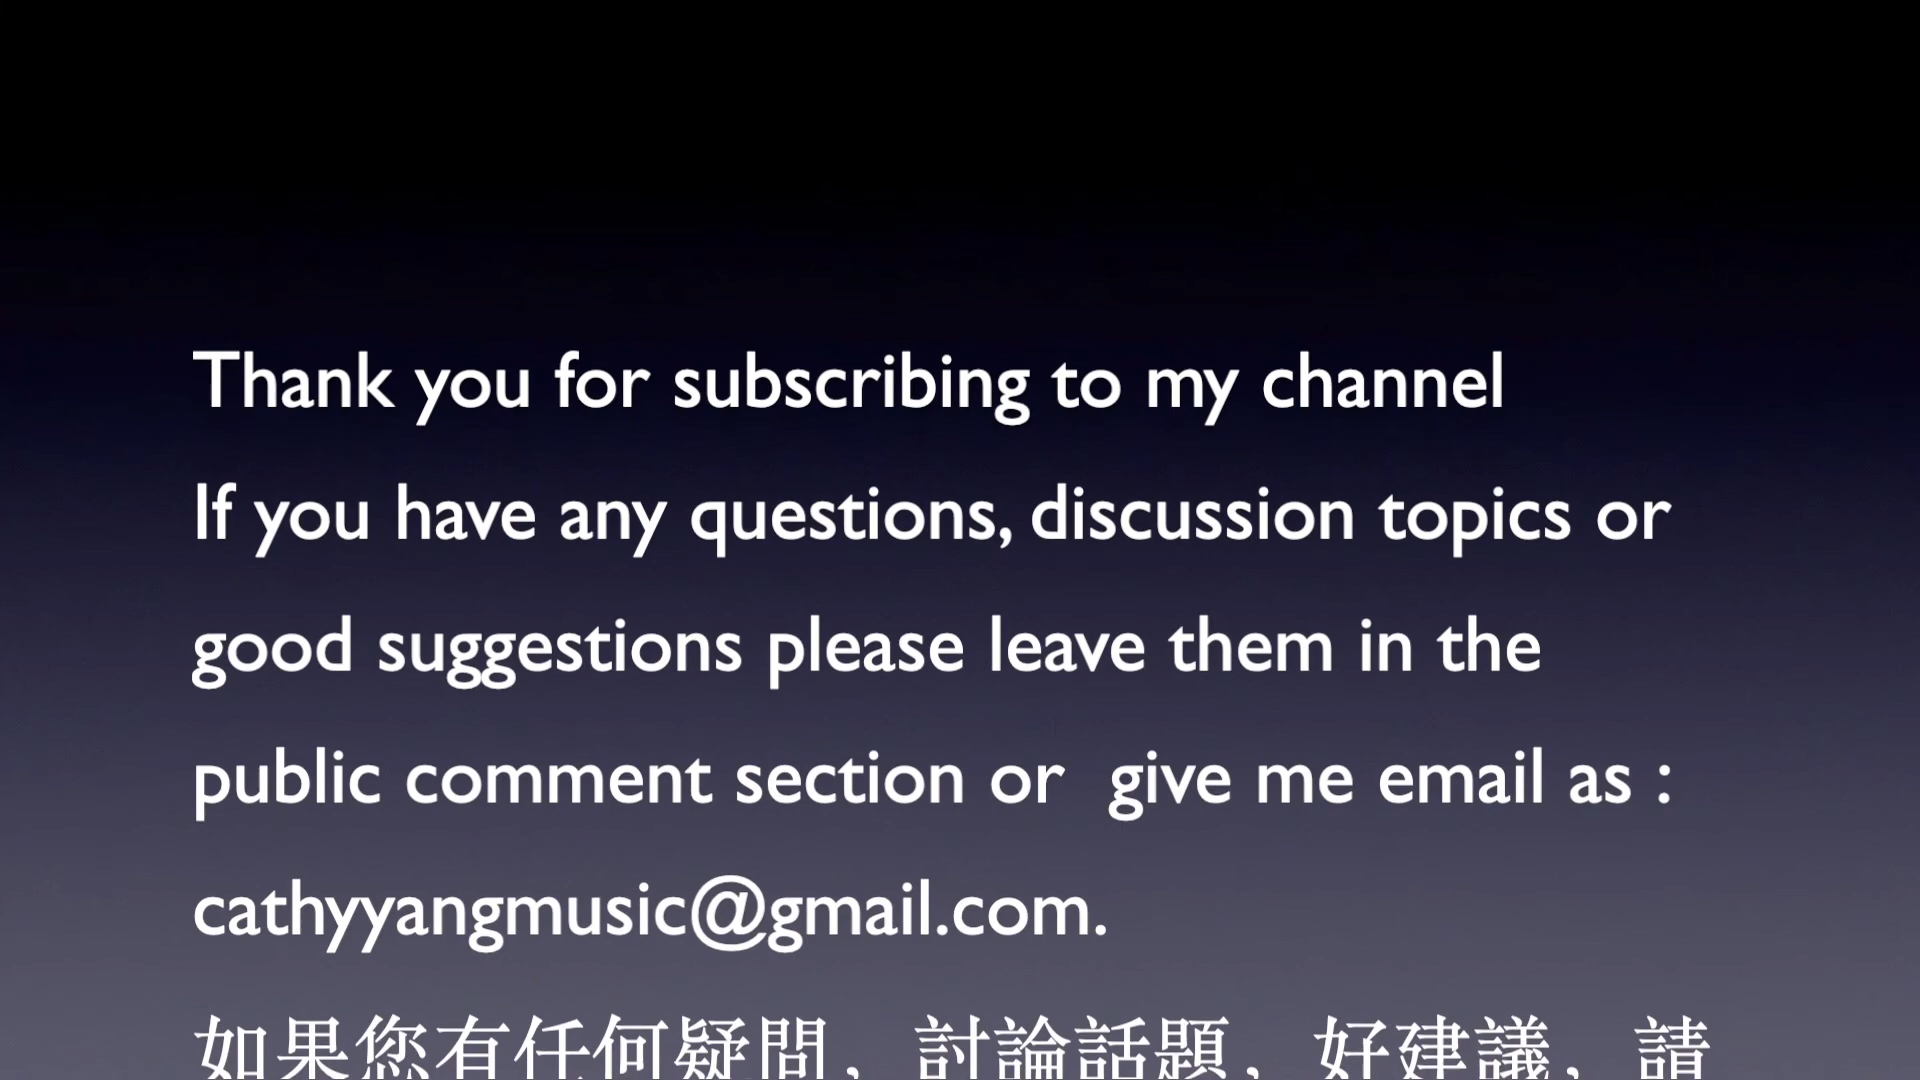 Thank you for subscribing to my channel
If you have any questions, discussion topics or
good suggestions please leave them in the
public comment section or  give me email as :
cathyyangmusic@gmail.com.
如果您有任何疑問，討論話題，好建議，請